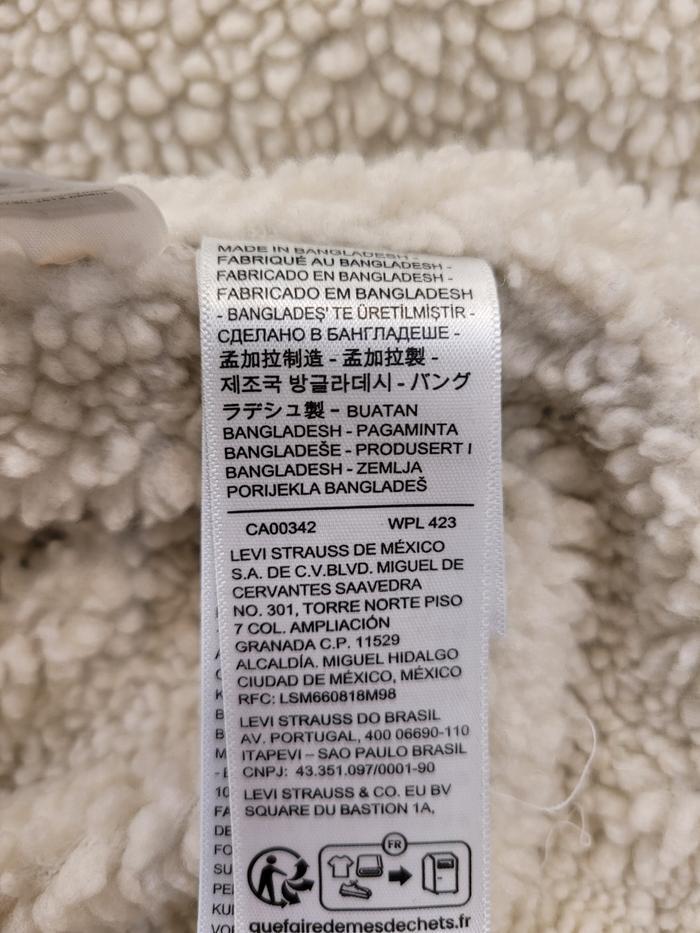 MADE IN BANGLADESH -
FABRIQUÉ AU BANGLADESH -
FABRICADO EN BANGLADESH -
FABRICADO EM BANGLADESH
- BANGLADEŞ' TE ÜRETİLMİŞTİR -
СДЕЛАНО В БАНГЛАДЕШЕ -
孟加拉制造 - 孟加拉製 -
제조국 방글라데시 - バング
ラデシュ製 - BUATAN
BANGLADESH - PAGAMINTA
BANGLADEŠE - PRODUSERT I
BANGLADESH - ZEMLJA
PORIJEKLA BANGLADEŠ
CA00342 WPL 423
LEVI STRAUSS DE MÉXICO
S.A. DE C.V.BLVD. MIGUEL DE
CERVANTES SAAVEDRA
NO. 301, TORRE NORTE PISO
7 COL. AMPLIACIÓN
GRANADA C.P. 11529
ALCALDÍA. MIGUEL HIDALGO
CIUDAD DE MÉXICO, MÉXICO
RFC: LSM660818M98
LEVI STRAUSS DO BRASIL
AV. PORTUGAL, 400 06690-110
ITAPEVI – SAO PAULO BRASIL
CNPJ: 43.351.097/0001-90
LEVI STRAUSS & CO. EU BV
SQUARE DU BASTION 1A,
FR
quefairedemesdechets.fr